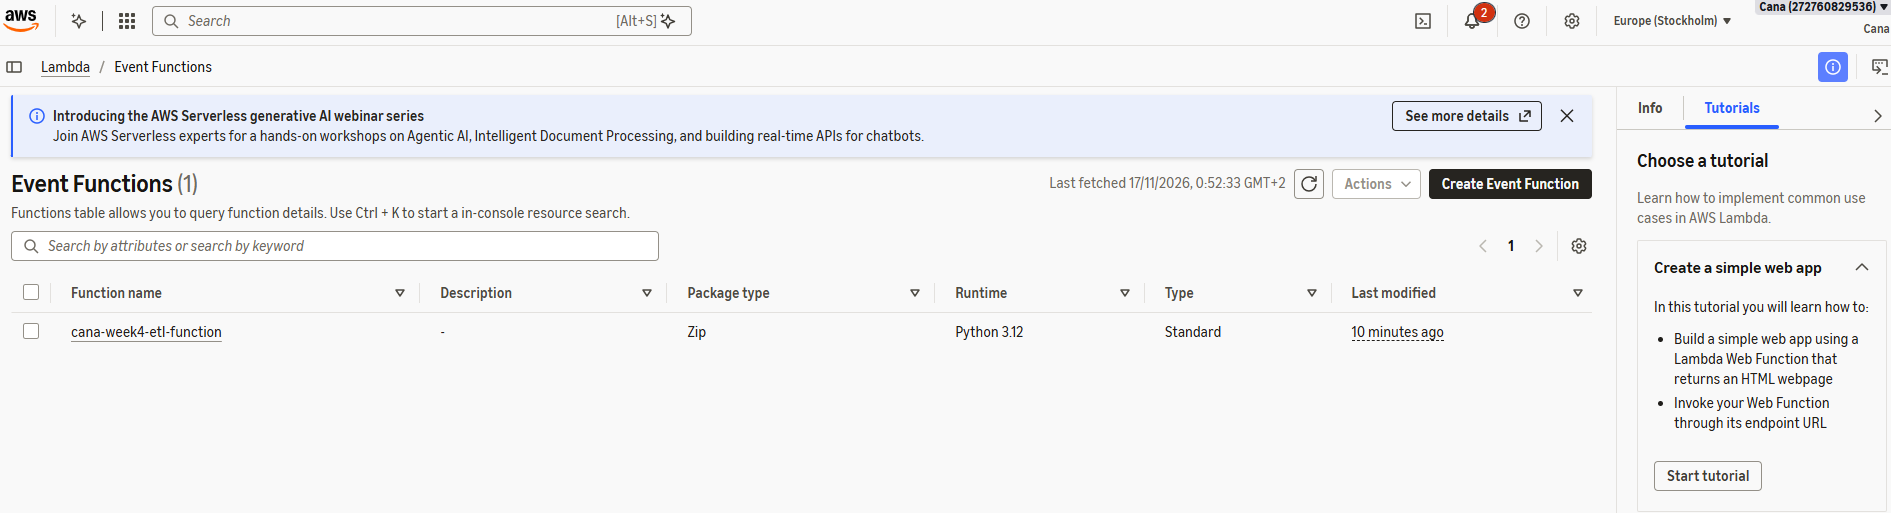 aws
Search [Alt+S]
2
Europe (Stockholm)
Cana (272760829536)
Cana
Lambda / Event Functions
Introducing the AWS Serverless generative AI webinar series
Join AWS Serverless experts for a hands-on workshops on Agentic AI, Intelligent Document Processing, and building real-time APIs for chatbots.
See more details
Event Functions (1)
Last fetched 17/11/2026, 0:52:33 GMT+2
Actions
Create Event Function
Functions table allows you to query function details. Use Ctrl + K to start a in-console resource search.
Search by attributes or search by keyword
1
Function name Description Package type Runtime Type Last modified
cana-week4-etl-function - Zip Python 3.12 Standard 10 minutes ago
Info Tutorials
Choose a tutorial
Learn how to implement common use
cases in AWS Lambda.
Create a simple web app
In this tutorial you will learn how to:
• Build a simple web app using a
Lambda Web Function that
returns an HTML webpage
• Invoke your Web Function
through its endpoint URL
Start tutorial